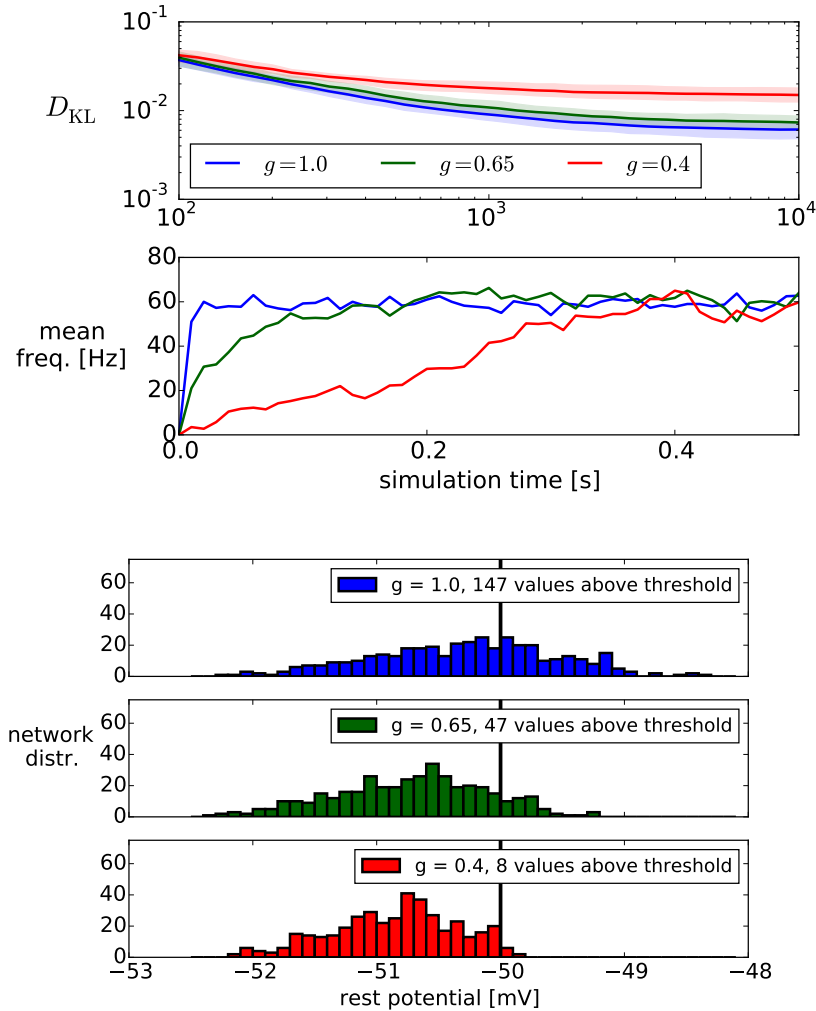 10^{-1}
10^{-2}
10^{-3}
D_{KL}
g=1.0 g=0.65 g=0.4
10^{2} 10^{3} 10^{4}
80
60
40
20
0
mean
freq. [Hz]
0.0 0.2 0.4
simulation time [s]
60
40
20
0
g = 1.0, 147 values above threshold
network
distr.
60
40
20
0
g = 0.65, 47 values above threshold
60
40
20
0
g = 0.4, 8 values above threshold
−53 −52 −51 −50 −49 −48
rest potential [mV]